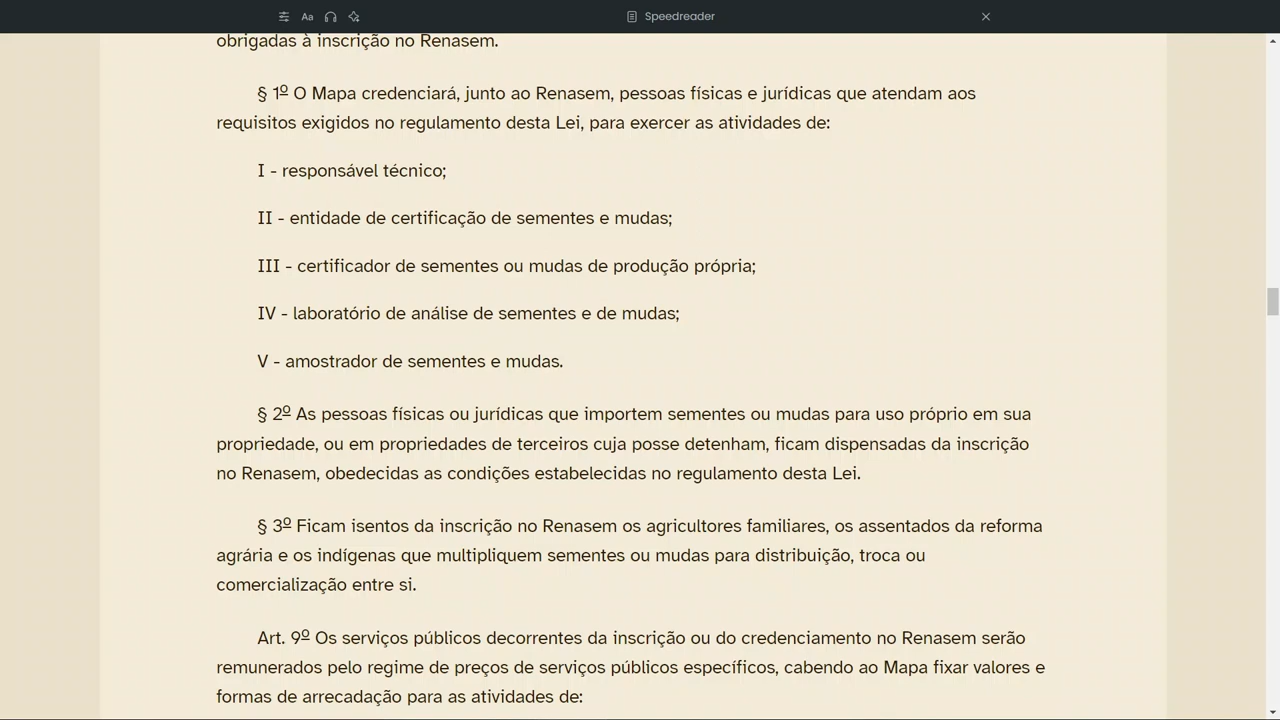 Aa
Speedreader
obrigadas à inscrição no Renasem.
§ 1º O Mapa credenciará, junto ao Renasem, pessoas físicas e jurídicas que atendam aos
requisitos exigidos no regulamento desta Lei, para exercer as atividades de:
I - responsável técnico;
II - entidade de certificação de sementes e mudas;
III - certificador de sementes ou mudas de produção própria;
IV - laboratório de análise de sementes e de mudas;
V - amostrador de sementes e mudas.
§ 2º As pessoas físicas ou jurídicas que importem sementes ou mudas para uso próprio em sua
propriedade, ou em propriedades de terceiros cuja posse detenham, ficam dispensadas da inscrição
no Renasem, obedecidas as condições estabelecidas no regulamento desta Lei.
§ 3º Ficam isentos da inscrição no Renasem os agricultores familiares, os assentados da reforma
agrária e os indígenas que multipliquem sementes ou mudas para distribuição, troca ou
comercialização entre si.
Art. 9º Os serviços públicos decorrentes da inscrição ou do credenciamento no Renasem serão
remunerados pelo regime de preços de serviços públicos específicos, cabendo ao Mapa fixar valores e
formas de arrecadação para as atividades de: